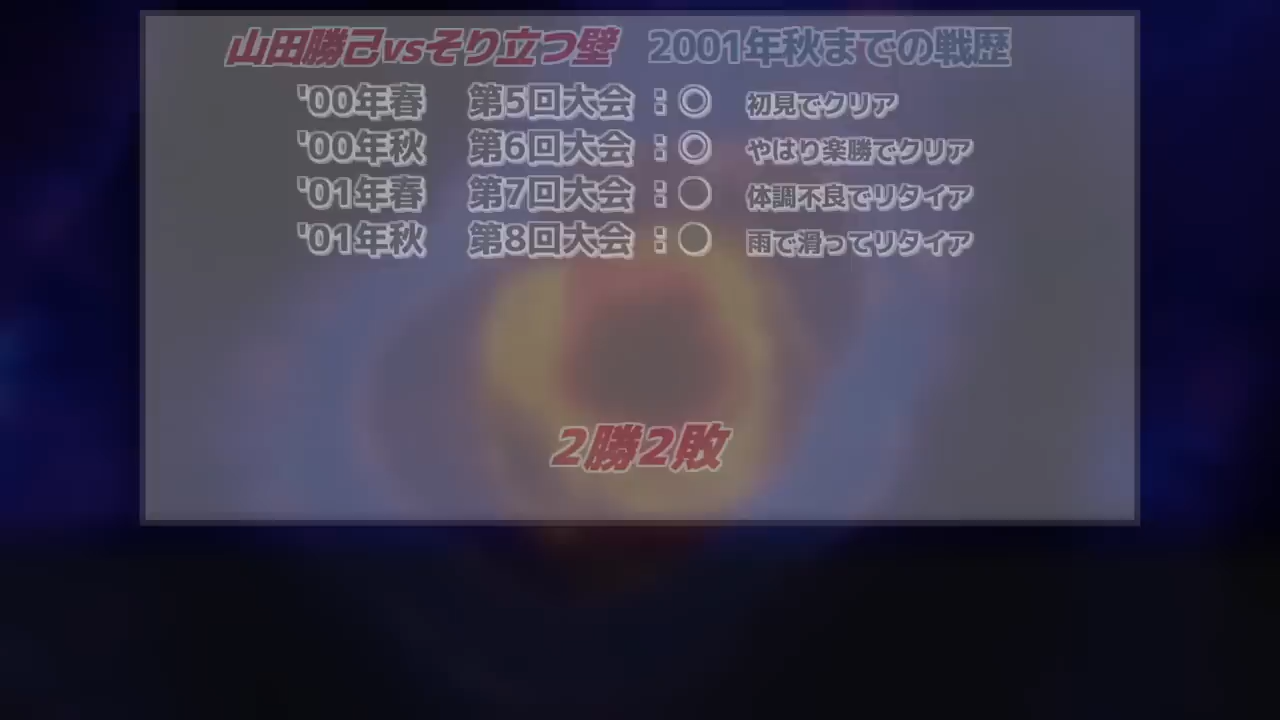 山田勝己vsそり立つ壁 2001年秋までの戦歴
'00年春 第5回大会 : ◎ 初見でクリア
'00年秋 第6回大会 : ◎ やはり楽勝でクリア
'01年春 第7回大会 : ● 体調不良でリタイア
'01年秋 第8回大会 : ● 雨で滑ってリタイア
2勝2敗